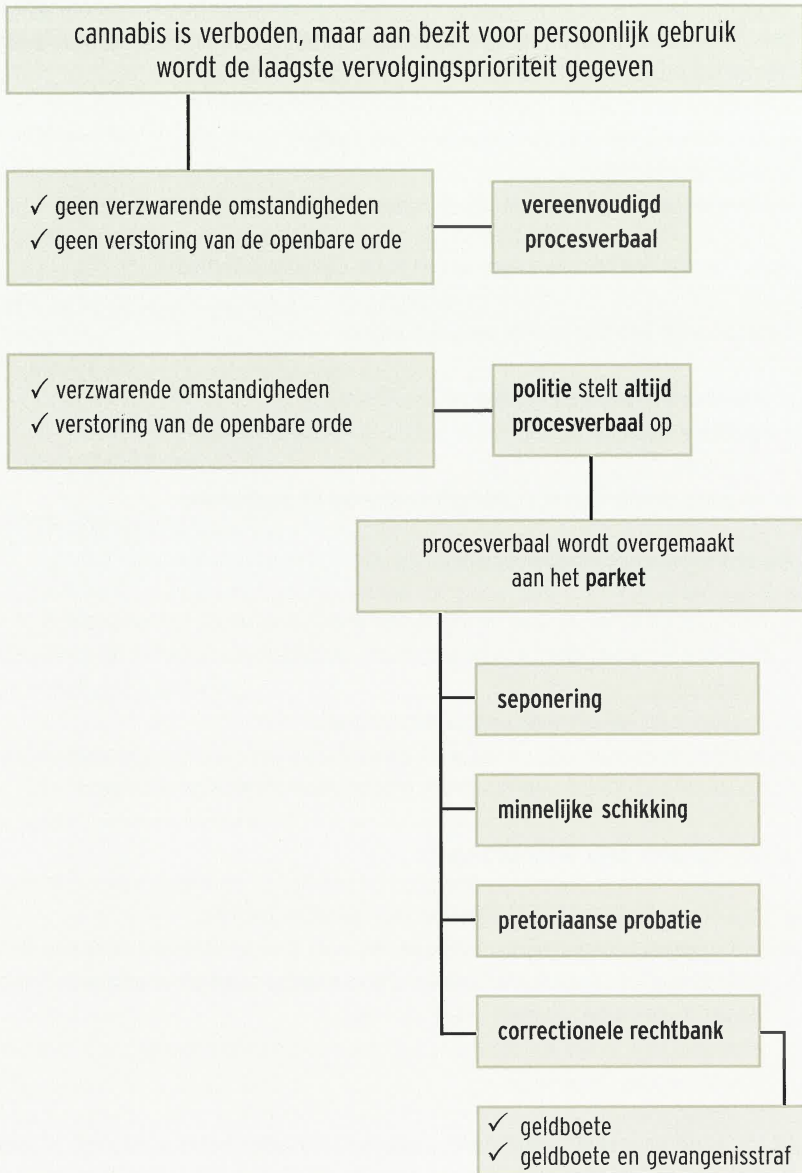 cannabis is verboden, maar aan bezit voor persoonlijk gebruik
wordt de laagste vervolgingsprioriteit gegeven
✓ geen verzwarende omstandigheden
✓ geen verstoring van de openbare orde
vereenvoudigd
procesverbaal
✓ verzwarende omstandigheden
✓ verstoring van de openbare orde
politie stelt altijd
procesverbaal op
procesverbaal wordt overgemaakt
aan het parket
seponering
minnelijke schikking
pretoriaanse probatie
correctionele rechtbank
✓ geldboete
✓ geldboete en gevangenisstraf